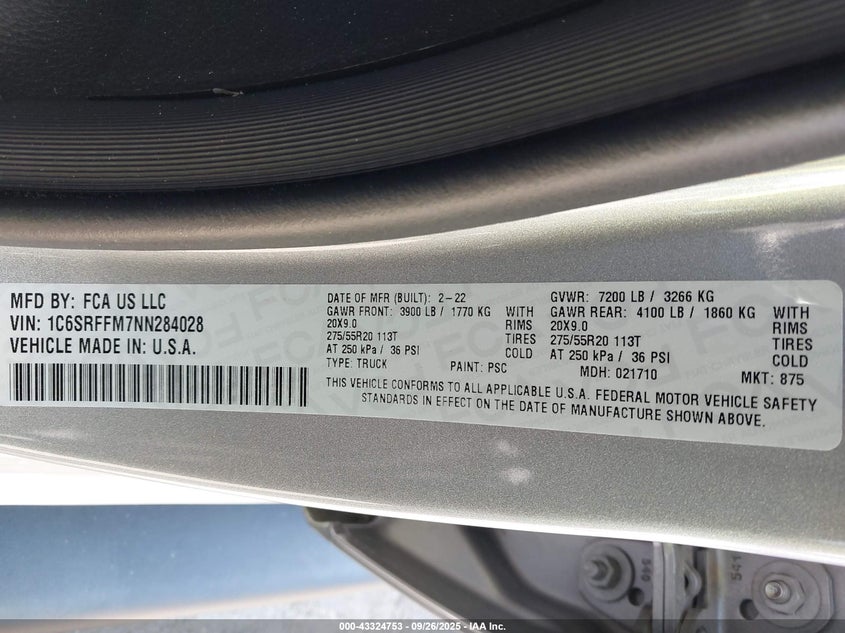 MFD BY: FCA US LLC
VIN: 1C6SRFFM7NN284028
VEHICLE MADE IN: U.S.A.
DATE OF MFR (BUILT): 2-22
GAWR FRONT: 3900 LB / 1770 KG WITH
20X9.0 RIMS
275/55R20 113T TIRES
AT 250 kPa / 36 PSI COLD
TYPE: TRUCK PAINT: PSC
GVWR: 7200 LB / 3266 KG
GAWR REAR: 4100 LB / 1860 KG WITH
20X9.0 RIMS
275/55R20 113T TIRES
AT 250 kPa / 36 PSI COLD
MDH: 021710 MKT: 875
THIS VEHICLE CONFORMS TO ALL APPLICABLE U.S.A. FEDERAL MOTOR VEHICLE SAFETY
STANDARDS IN EFFECT ON THE DATE OF MANUFACTURE SHOWN ABOVE.
540
541
000-43324753 - 09/26/2025 - IAA Inc.